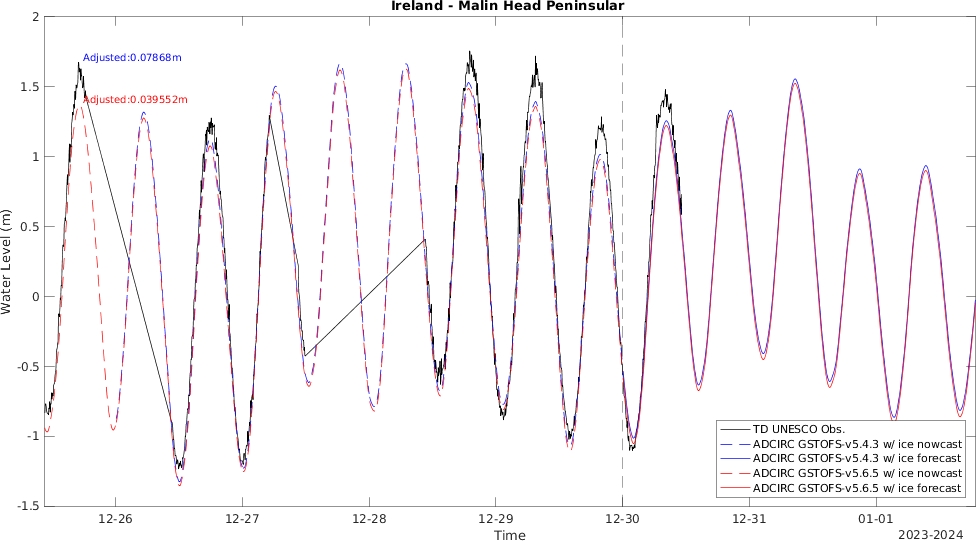 Ireland - Malin Head Peninsular
Adjusted:0.07868m
Adjusted:0.039552m
Water Level (m)
2
1.5
1
0.5
0
-0.5
-1
-1.5
12-26
12-27
12-28
12-29
12-30
12-31
01-01
Time
2023-2024
TD UNESCO Obs.
ADCIRC GSTOFS-v5.4.3 w/ ice nowcast
ADCIRC GSTOFS-v5.4.3 w/ ice forecast
ADCIRC GSTOFS-v5.6.5 w/ ice nowcast
ADCIRC GSTOFS-v5.6.5 w/ ice forecast